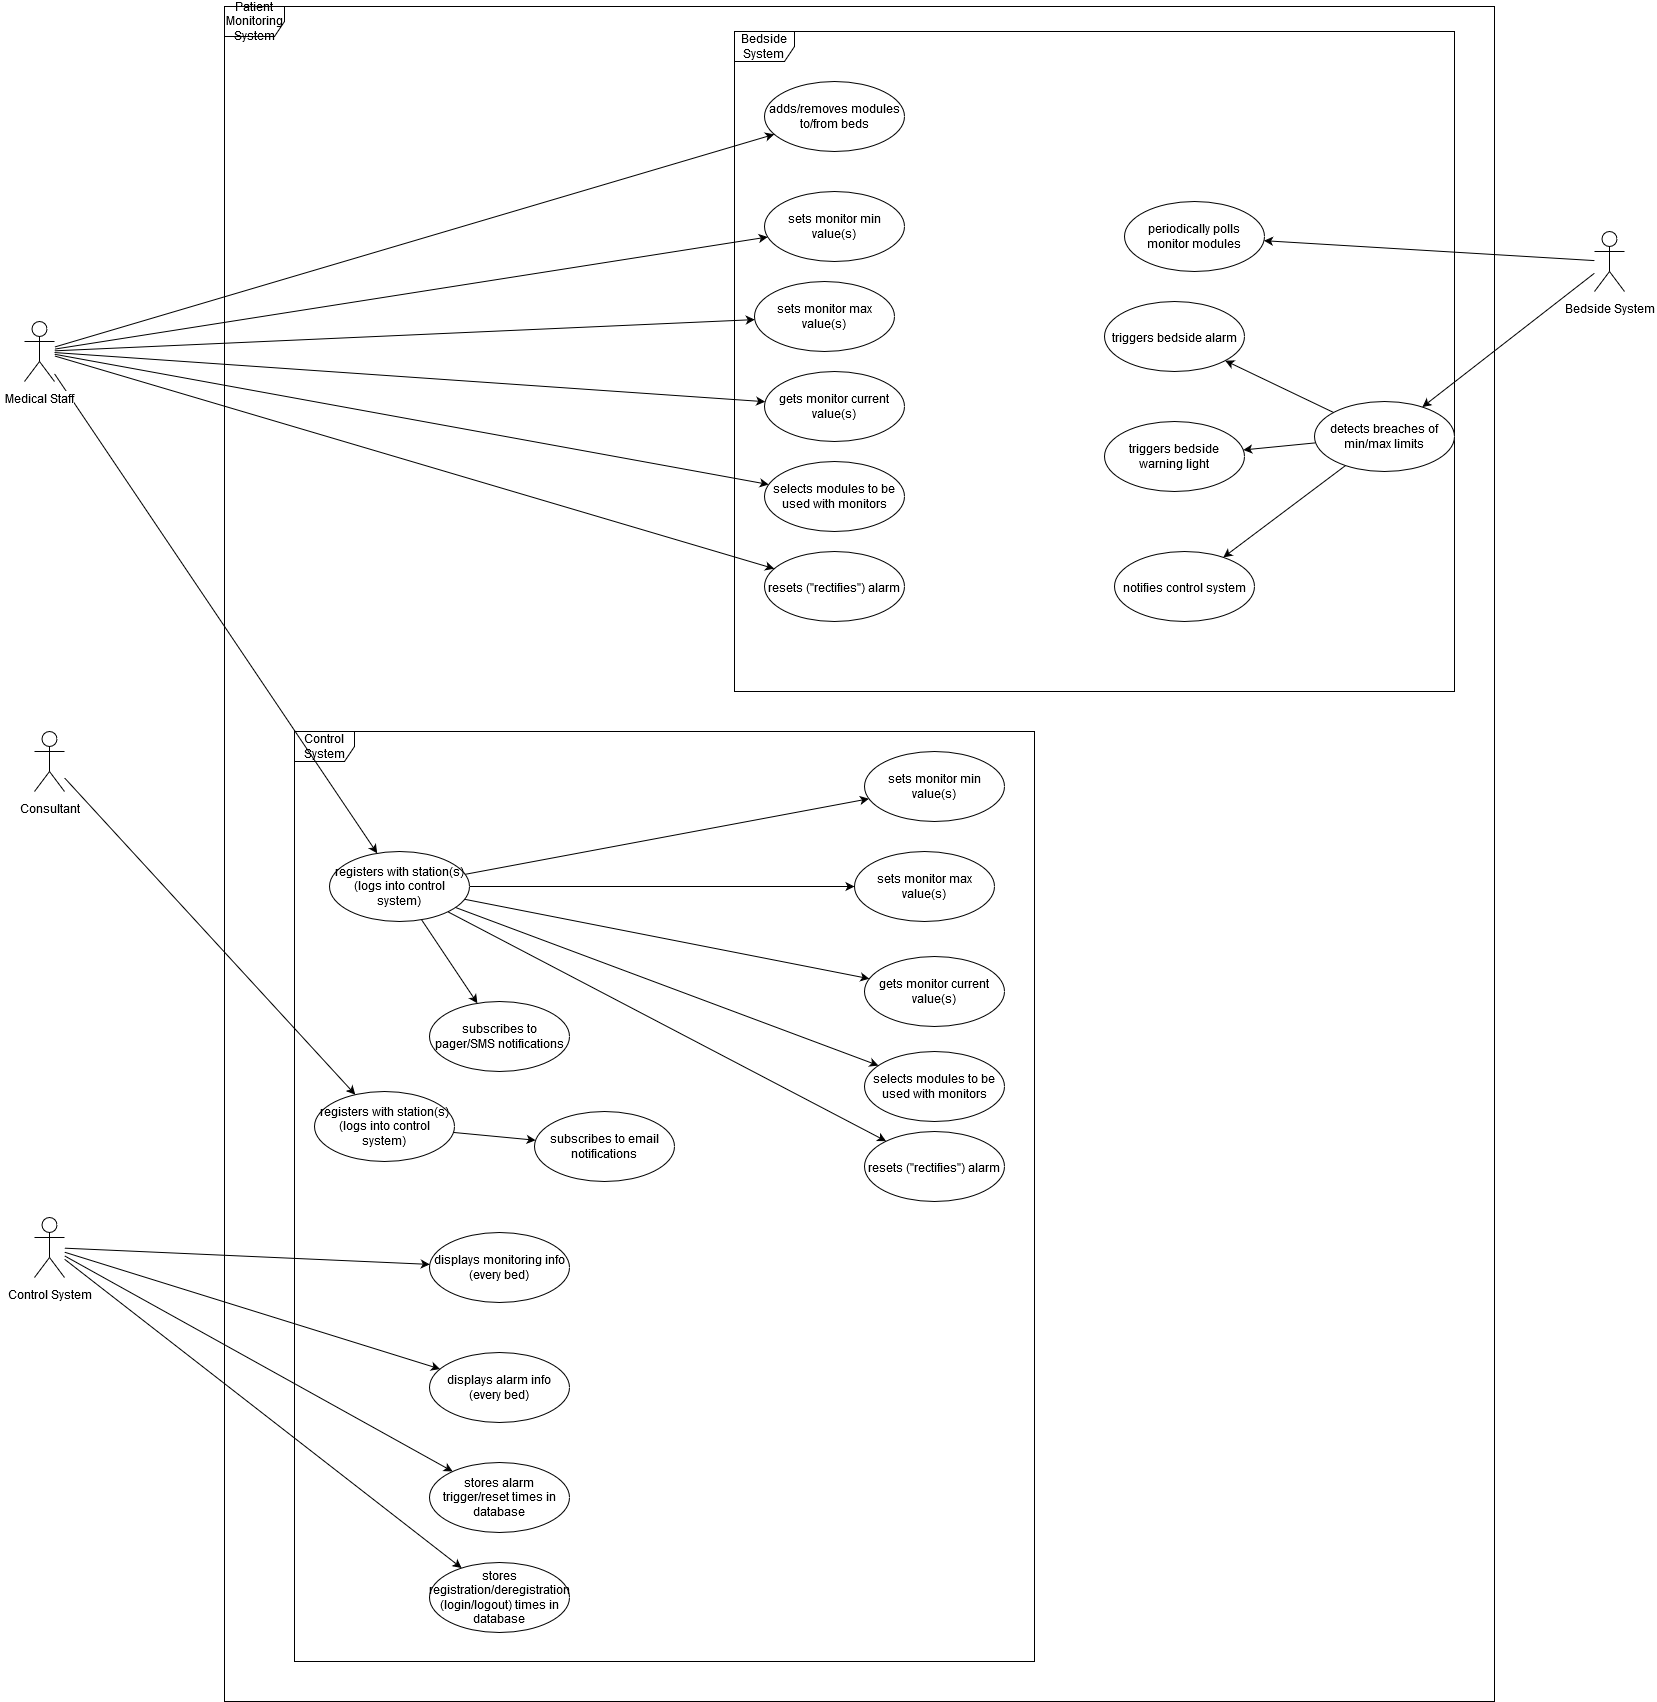 Patient
Monitoring
System
Bedside
System
adds/removes modules
to/from beds
sets monitor min
value(s)
periodically polls
monitor modules
Bedside System
sets monitor max
value(s)
triggers bedside alarm
Medical Staff
gets monitor current
value(s)
detects breaches of
min/max limits
triggers bedside
warning light
selects modules to be
used with monitors
resets ("rectifies") alarm
notifies control system
Control
System
Consultant
sets monitor min
value(s)
registers with station(s)
(logs into control
system)
sets monitor max
value(s)
gets monitor current
value(s)
subscribes to
pager/SMS notifications
selects modules to be
used with monitors
registers with station(s)
(logs into control
system)
subscribes to email
notifications
resets ("rectifies") alarm
Control System
displays monitoring info
(every bed)
displays alarm info
(every bed)
stores alarm
trigger/reset times in
database
stores
registration/deregistration
(login/logout) times in
database